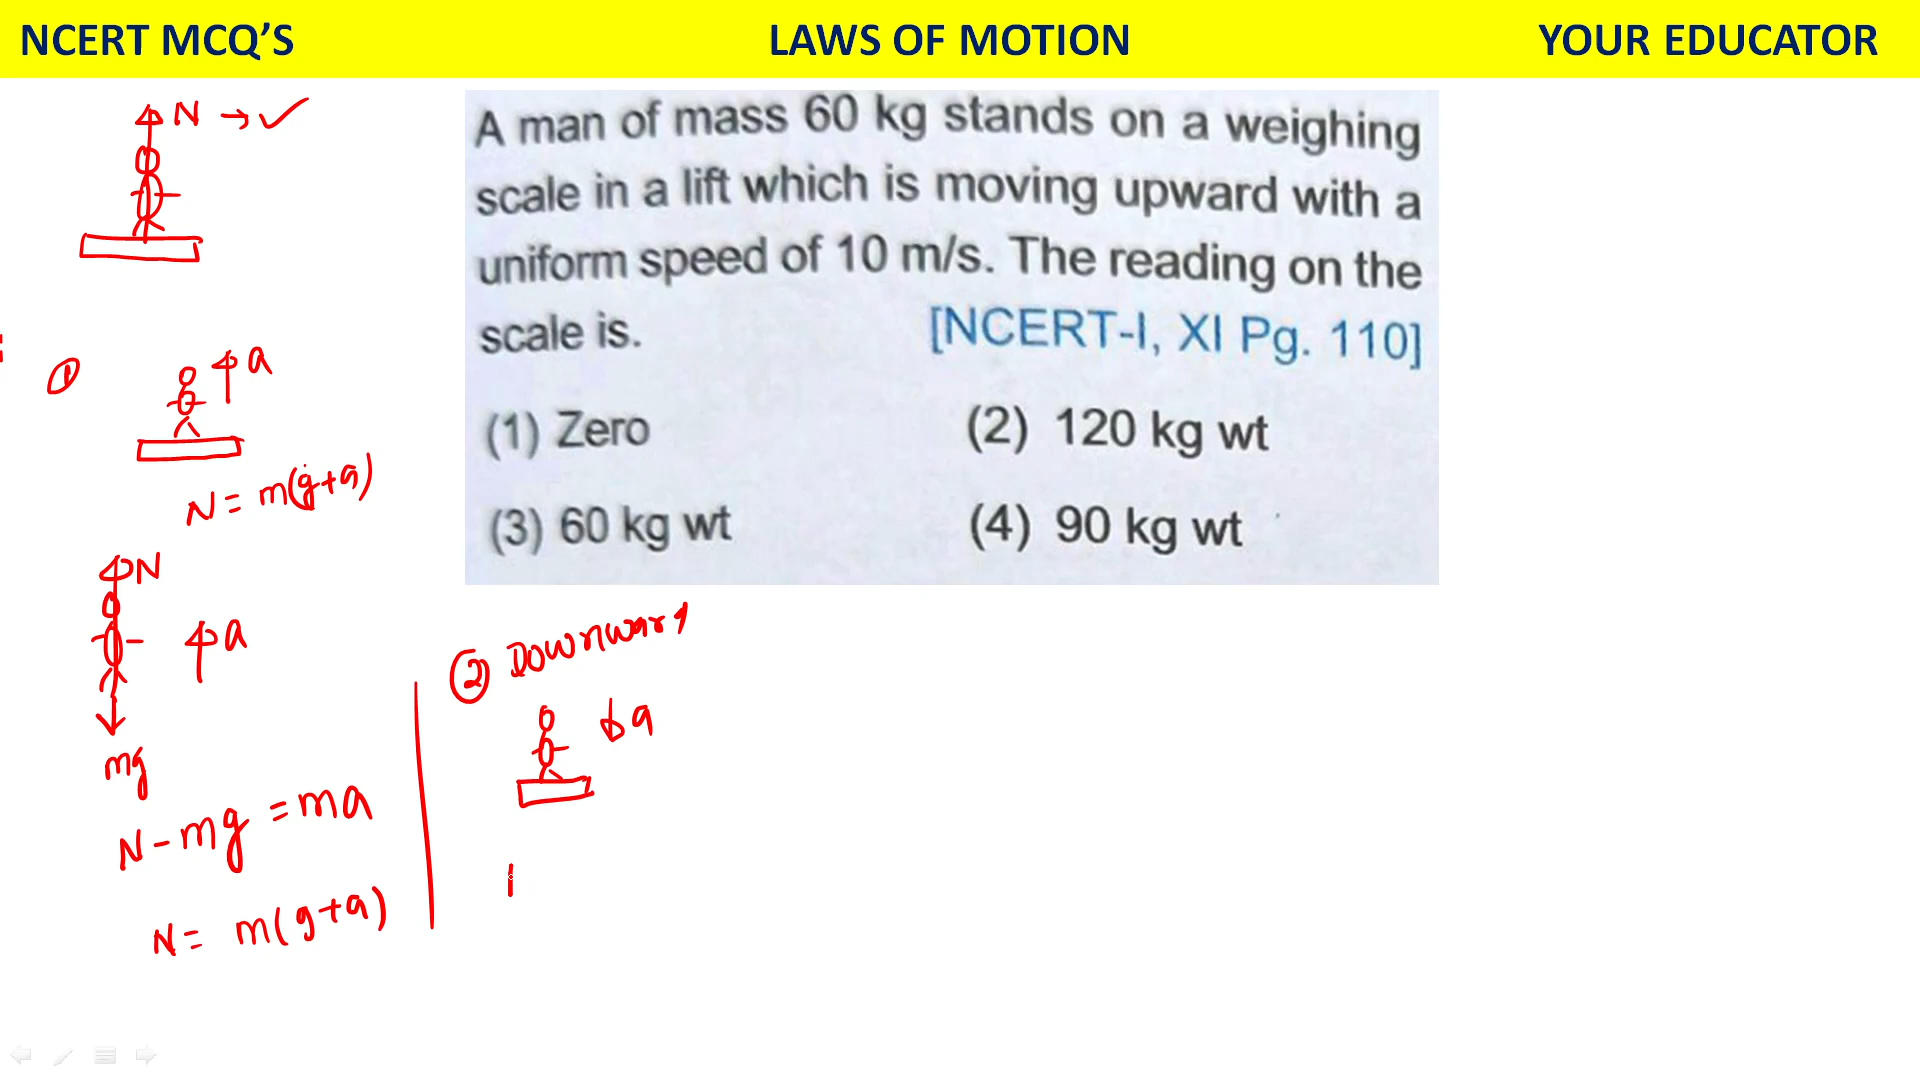 NCERT MCQ'S LAWS OF MOTION YOUR EDUCATOR
A man of mass 60 kg stands on a weighing
scale in a lift which is moving upward with a
uniform speed of 10 m/s. The reading on the
scale is. [NCERT-I, XI Pg. 110]
(1) Zero (2) 120 kg wt
(3) 60 kg wt (4) 90 kg wt
N → ✓
① a
N = m(g+a)
N
a
mg
N - mg = ma
N = m(g+a)
② Downward
a